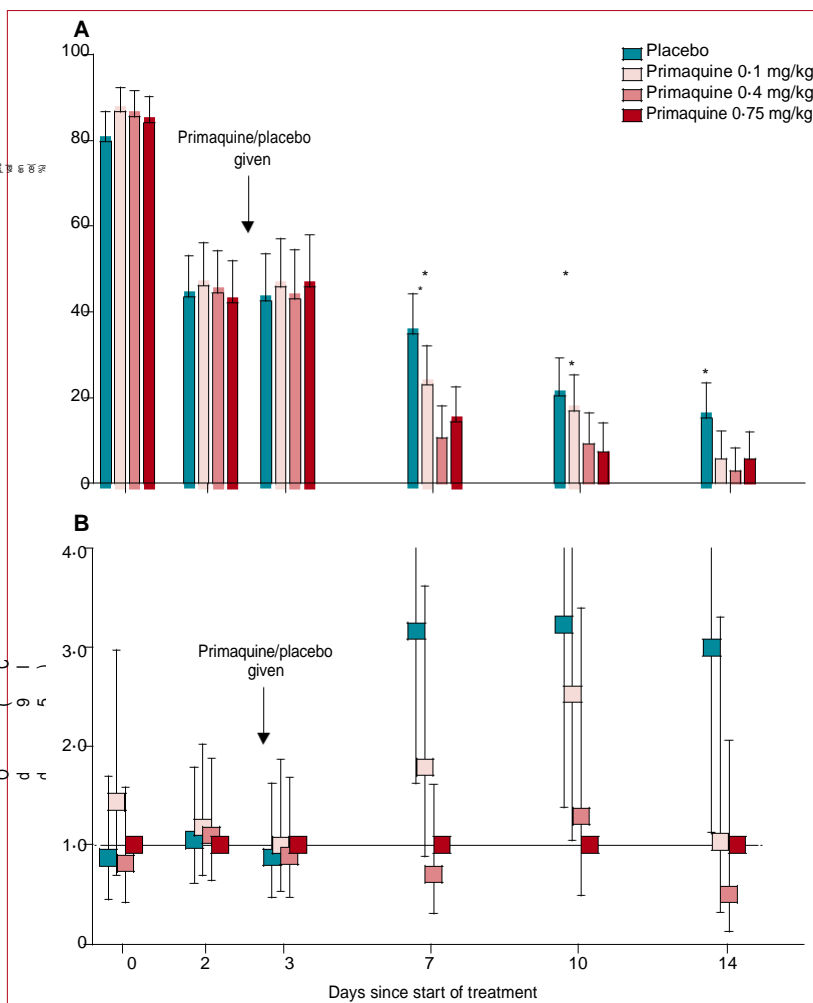 A
100
80
60
40
20
0
Placebo
Primaquine 0·1 mg/kg
Primaquine 0·4 mg/kg
Primaquine 0·75 mg/kg
Primaquine/placebo
given
*
*
*
*
*
B
4·0
3·0
2·0
1·0
0
Primaquine/placebo
given
0 2 3 7 10 14
Days since start of treatment